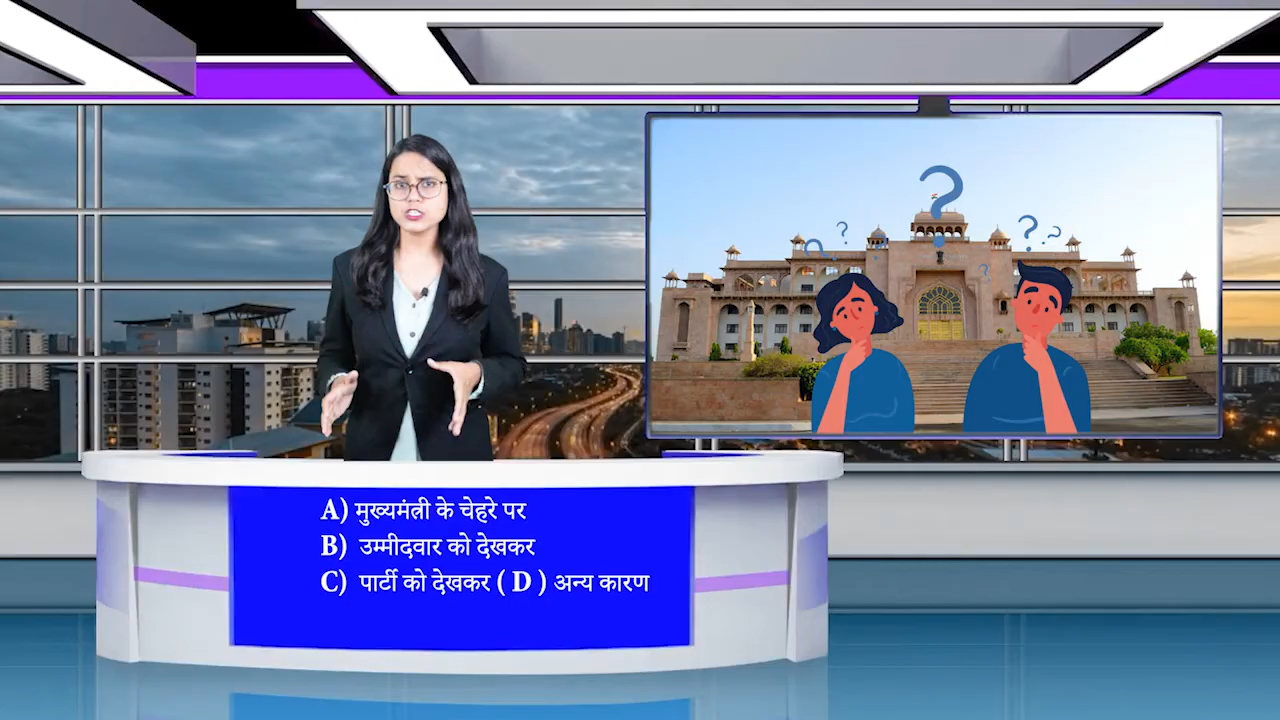 A) मुख्यमंत्री के चेहरे पर
B) उम्मीदवार को देखकर
C) पार्टी को देखकर ( D ) अन्य कारण